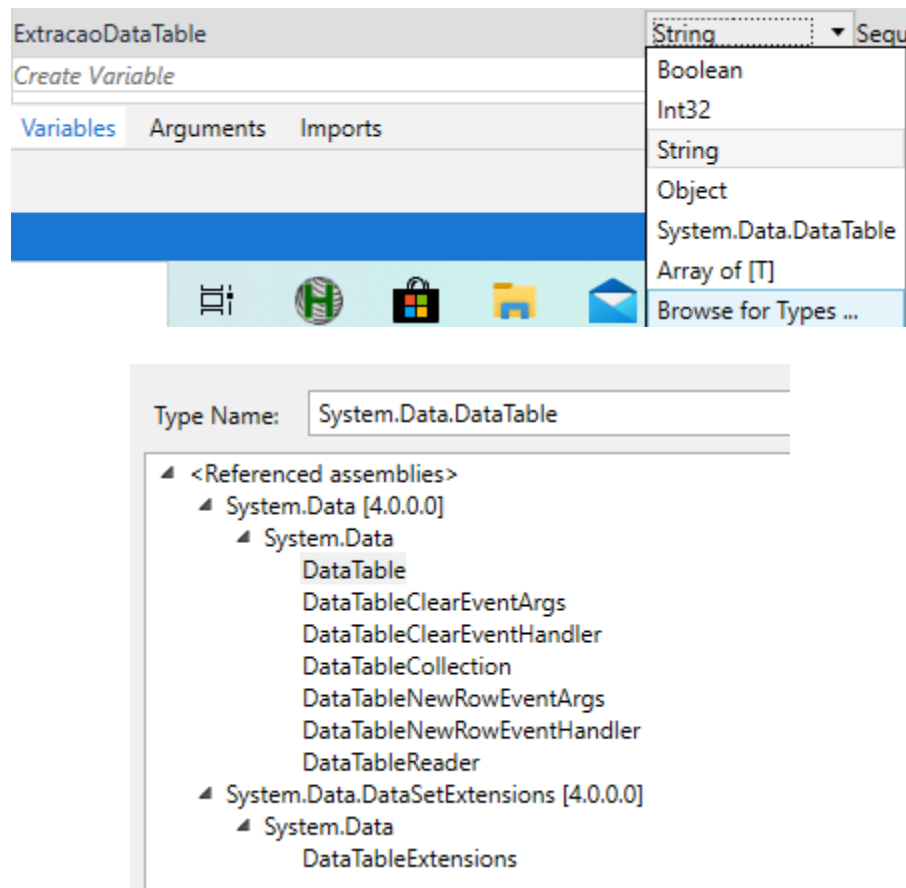 ExtracaoDataTable String Sequ
Create Variable
Variables Arguments Imports
Boolean
Int32
String
Object
System.Data.DataTable
Array of [T]
Browse for Types ...
Type Name: System.Data.DataTable
<Referenced assemblies>
System.Data [4.0.0.0]
System.Data
DataTable
DataTableClearEventArgs
DataTableClearEventHandler
DataTableCollection
DataTableNewRowEventArgs
DataTableNewRowEventHandler
DataTableReader
System.Data.DataSetExtensions [4.0.0.0]
System.Data
DataTableExtensions